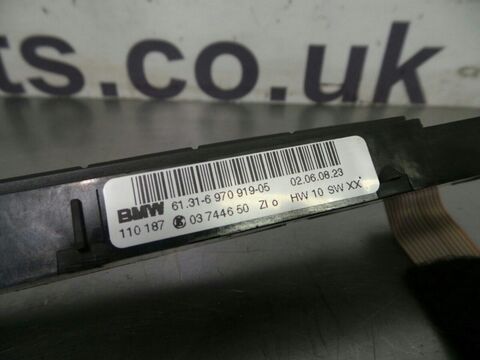 ts.co.uk
BMW 61.31-6 970 919-05 02.06.08.23
110 187 K 03 7446 50 ZI o HW 10 SW XX